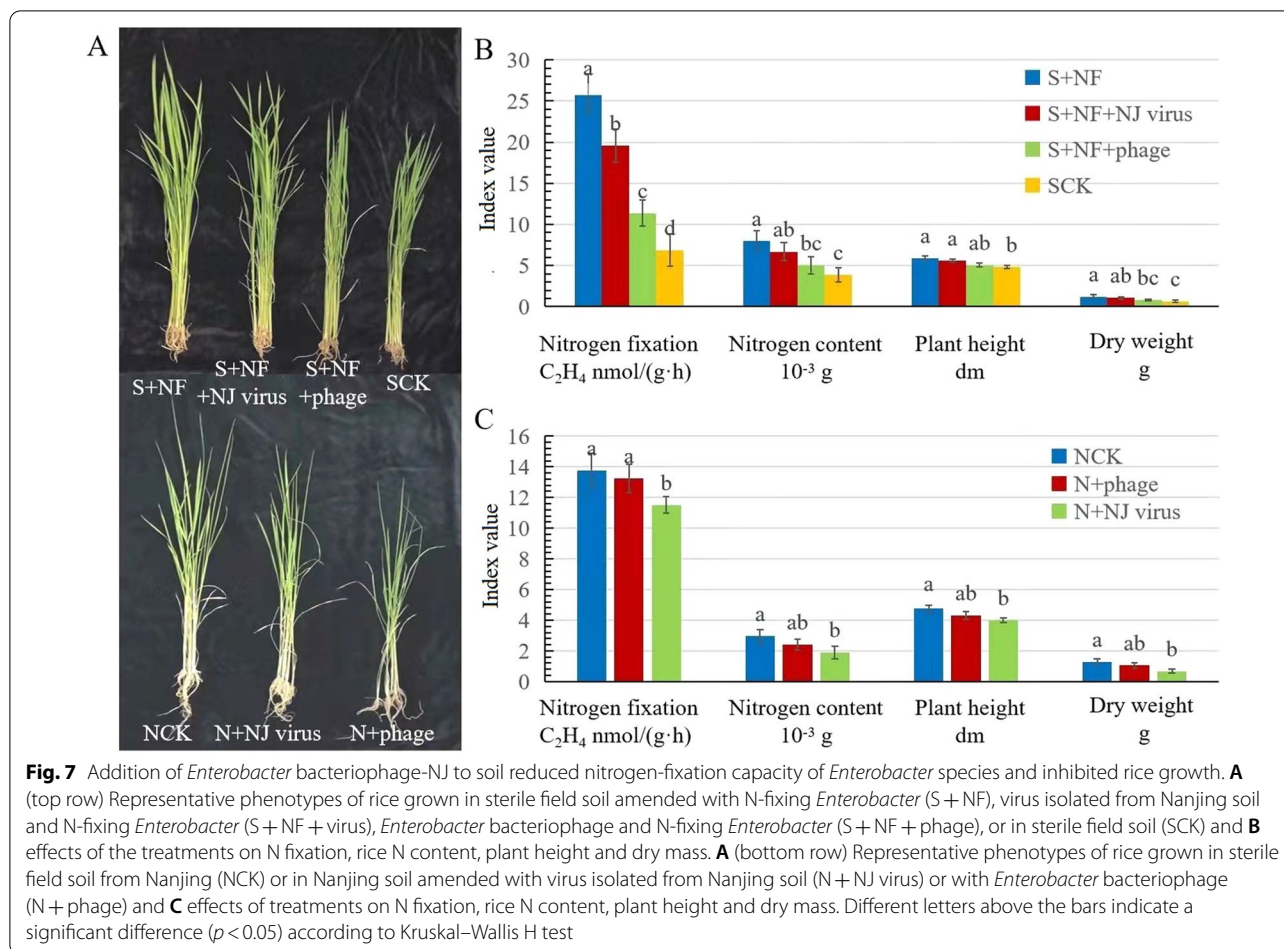 A
S+NF
S+NF
+NJ virus
S+NF
+phage
SCK
NCK
N+NJ virus
N+phage
B
Index value
30
25
20
15
10
5
0
a
b
c
d
a
ab
bc
c
a
a
ab
b
a
ab
bc
c
S+NF
S+NF+NJ virus
S+NF+phage
SCK
Nitrogen fixation
C₂H₄ nmol/(g·h)
Nitrogen content
10⁻³ g
Plant height
dm
Dry weight
g
C
Index value
16
14
12
10
8
6
4
2
0
a
a
b
a
ab
b
a
ab
b
a
ab
b
NCK
N+phage
N+NJ virus
Nitrogen fixation
C₂H₄ nmol/(g·h)
Nitrogen content
10⁻³ g
Plant height
dm
Dry weight
g
Fig. 7 Addition of Enterobacter bacteriophage-NJ to soil reduced nitrogen-fixation capacity of Enterobacter species and inhibited rice growth. A
(top row) Representative phenotypes of rice grown in sterile field soil amended with N-fixing Enterobacter (S + NF), virus isolated from Nanjing soil
and N-fixing Enterobacter (S + NF + virus), Enterobacter bacteriophage and N-fixing Enterobacter (S + NF + phage), or in sterile field soil (SCK) and B
effects of the treatments on N fixation, rice N content, plant height and dry mass. A (bottom row) Representative phenotypes of rice grown in sterile
field soil from Nanjing (NCK) or in Nanjing soil amended with virus isolated from Nanjing soil (N + NJ virus) or with Enterobacter bacteriophage
(N + phage) and C effects of treatments on N fixation, rice N content, plant height and dry mass. Different letters above the bars indicate a
significant difference (p < 0.05) according to Kruskal–Wallis H test